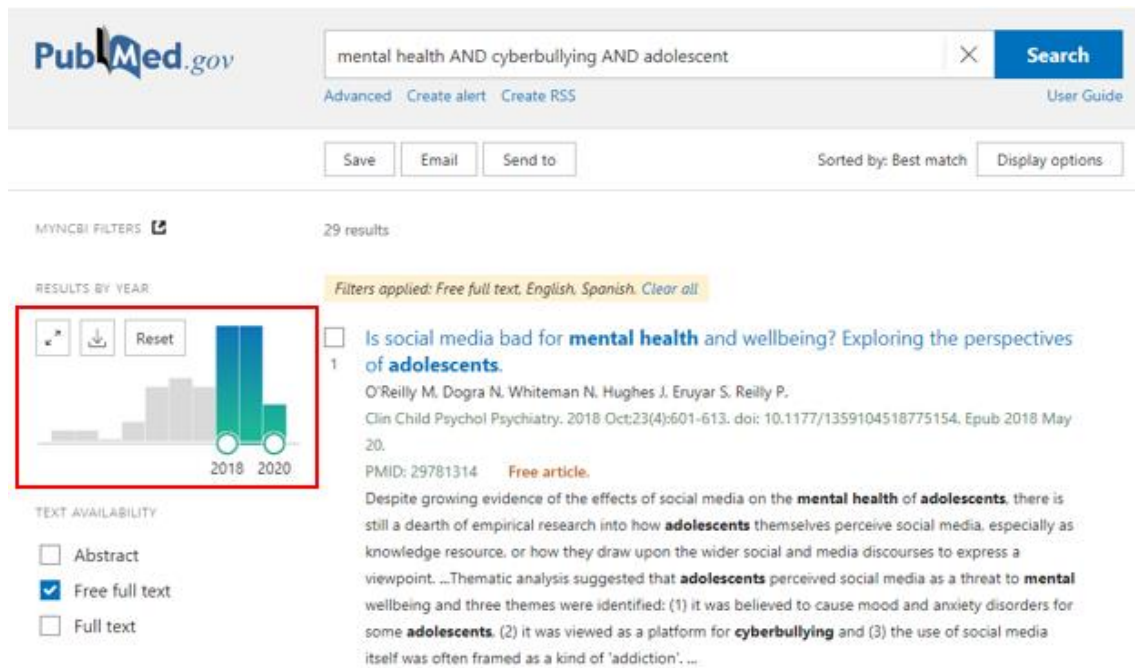 PubMed.gov
mental health AND cyberbullying AND adolescent
Search
Advanced Create alert Create RSS
User Guide
Save Email Send to
Sorted by: Best match Display options
MYNCBI FILTERS
29 results
RESULTS BY YEAR
Filters applied: Free full text, English, Spanish. Clear all
Reset
2018 2020
TEXT AVAILABILITY
Abstract
Free full text
Full text
1
Is social media bad for mental health and wellbeing? Exploring the perspectives
of adolescents.
O'Reilly M, Dogra N, Whiteman N, Hughes J, Eruyar S, Reilly P.
Clin Child Psychol Psychiatry. 2018 Oct;23(4):601-613. doi: 10.1177/1359104518775154. Epub 2018 May
20.
PMID: 29781314 Free article.
Despite growing evidence of the effects of social media on the mental health of adolescents, there is
still a dearth of empirical research into how adolescents themselves perceive social media, especially as
knowledge resource, or how they draw upon the wider social and media discourses to express a
viewpoint. ...Thematic analysis suggested that adolescents perceived social media as a threat to mental
wellbeing and three themes were identified: (1) it was believed to cause mood and anxiety disorders for
some adolescents, (2) it was viewed as a platform for cyberbullying and (3) the use of social media
itself was often framed as a kind of 'addiction'. ...